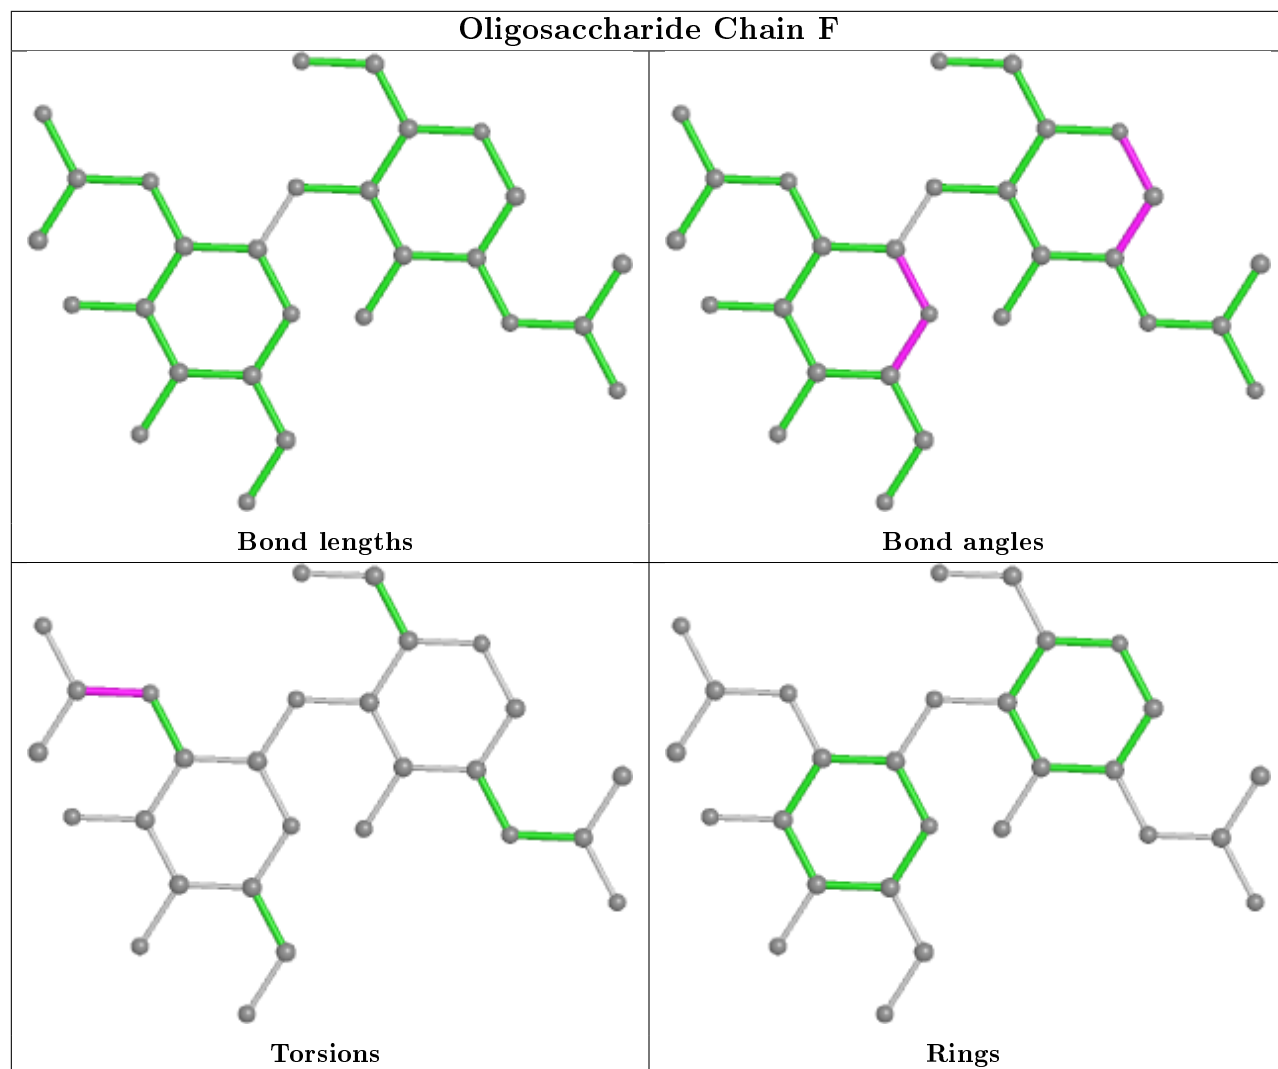 Oligosaccharide Chain F
Bond lengths
Bond angles
Torsions
Rings